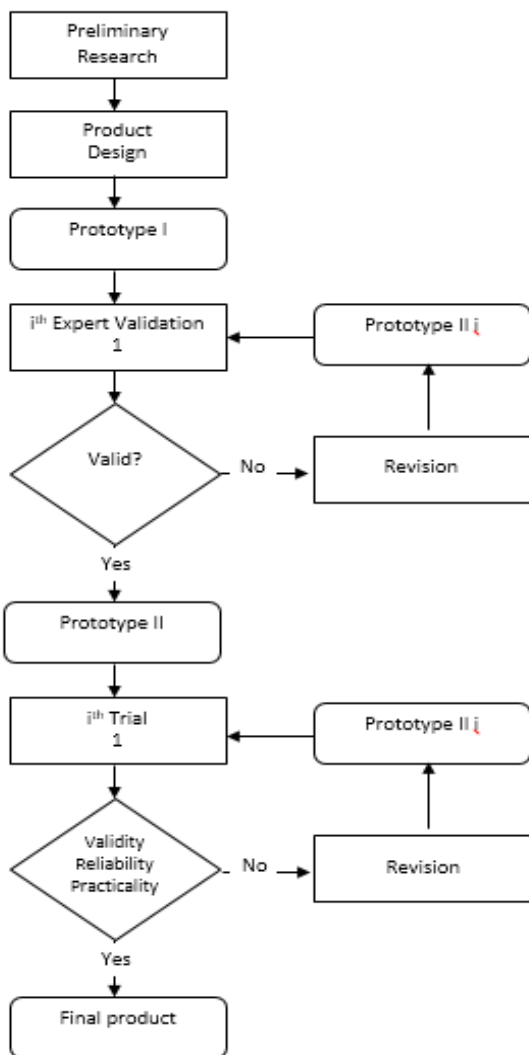 Preliminary
Research
Product
Design
Prototype I
iᵗʰ Expert Validation
1
Prototype II i
Valid?
No
Revision
Yes
Prototype II
iᵗʰ Trial
1
Prototype II i
Validity
Reliability
Practicality
No
Revision
Yes
Final product